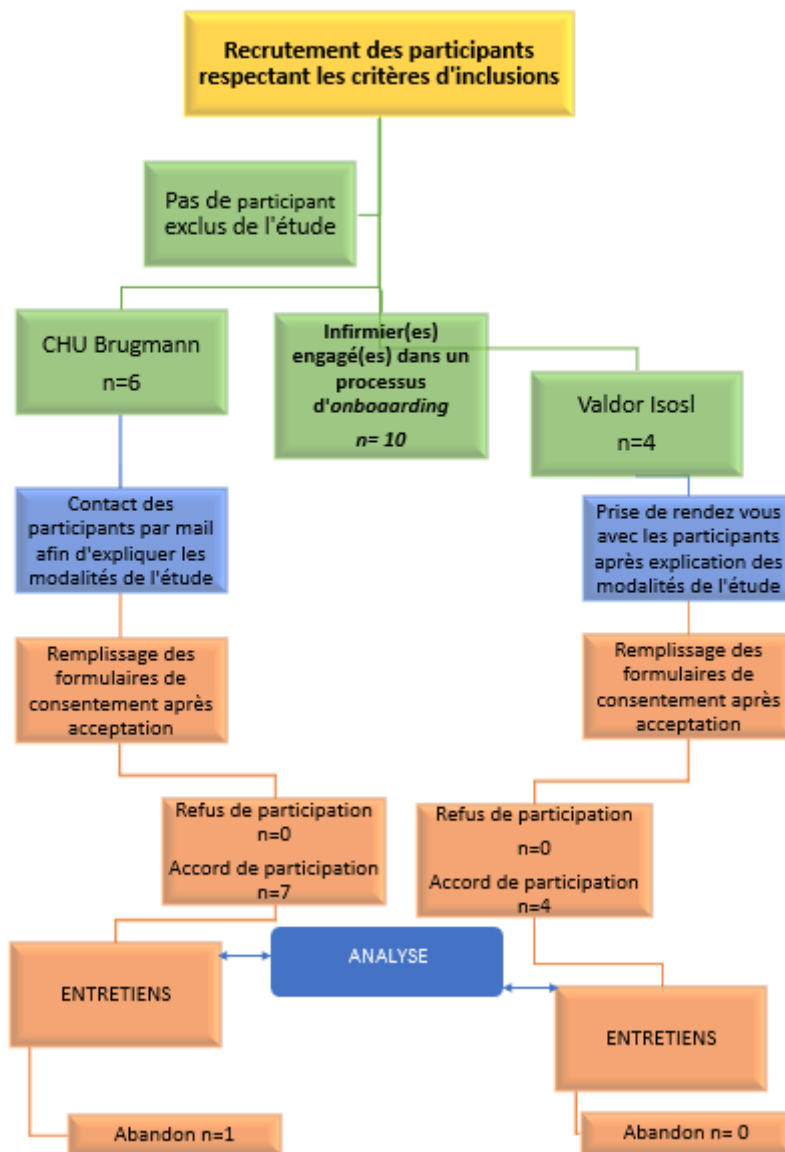 Recrutement des participants
respectant les critères d'inclusions
Pas de participant
exclus de l'étude
CHU Brugmann
n=6
Infirmier(es)
engagé(es) dans un
processus
d'onboaarding
n= 10
Valdor Isosl
n=4
Contact des
participants par mail
afin d'expliquer les
modalités de l'étude
Prise de rendez vous
avec les participants
après explication des
modalités de l'étude
Remplissage des
formulaires de
consentement après
acceptation
Remplissage des
formulaires de
consentement après
acceptation
Refus de participation
n=0
Accord de participation
n=7
Refus de participation
n=0
Accord de participation
n=4
ANALYSE
ENTRETIENS
ENTRETIENS
Abandon n=1
Abandon n= 0